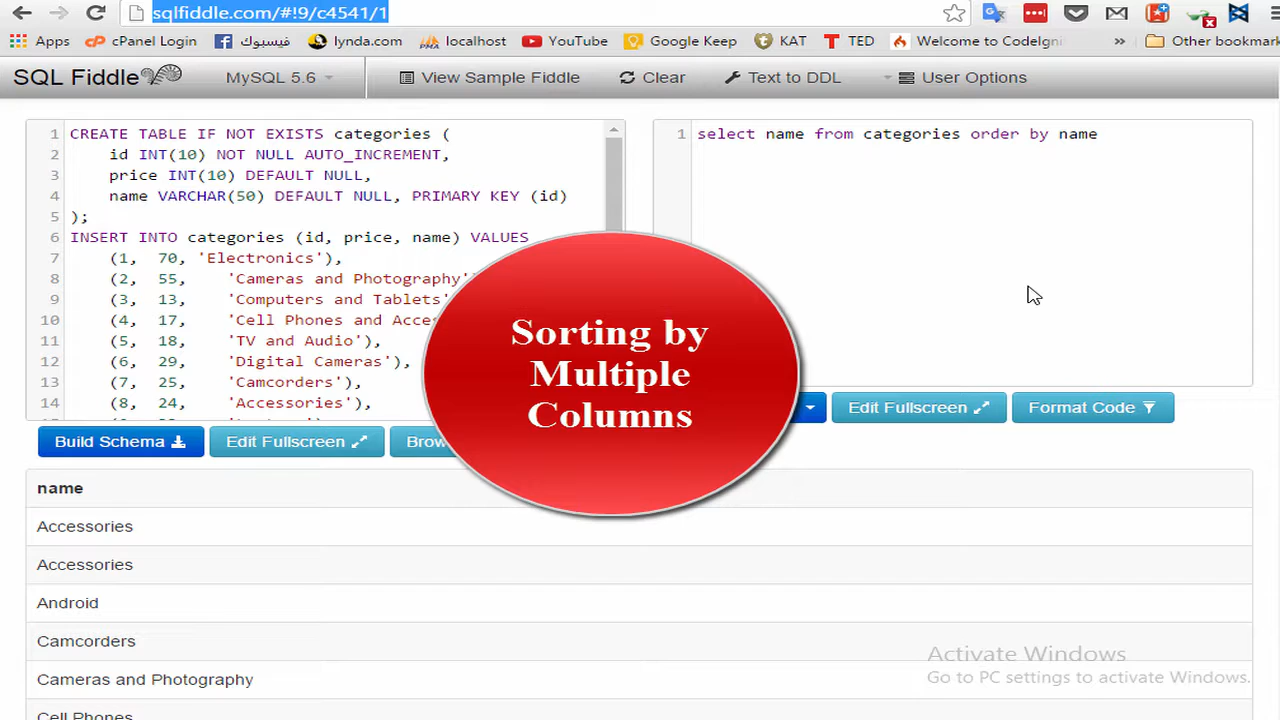 sqlfiddle.com/#!9/c4541/1
Apps cPanel Login فيسبوك lynda.com localhost YouTube Google Keep KAT TED Welcome to CodeIgni » Other bookmark
SQL Fiddle MySQL 5.6 View Sample Fiddle Clear Text to DDL User Options
1 CREATE TABLE IF NOT EXISTS categories (
2 id INT(10) NOT NULL AUTO_INCREMENT,
3 price INT(10) DEFAULT NULL,
4 name VARCHAR(50) DEFAULT NULL, PRIMARY KEY (id)
5 );
6 INSERT INTO categories (id, price, name) VALUES
7 (1, 70, 'Electronics'),
8 (2, 55, 'Cameras and Photography'
9 (3, 13, 'Computers and Tablets'
10 (4, 17, 'Cell Phones and Acces
11 (5, 18, 'TV and Audio'),
12 (6, 29, 'Digital Cameras'),
13 (7, 25, 'Camcorders'),
14 (8, 24, 'Accessories'),
1 select name from categories order by name
Sorting by
Multiple
Columns
Edit Fullscreen Format Code
Build Schema Edit Fullscreen Brow
name
Accessories
Accessories
Android
Camcorders
Cameras and Photography
Cell Phones
Activate Windows
Go to PC settings to activate Windows.